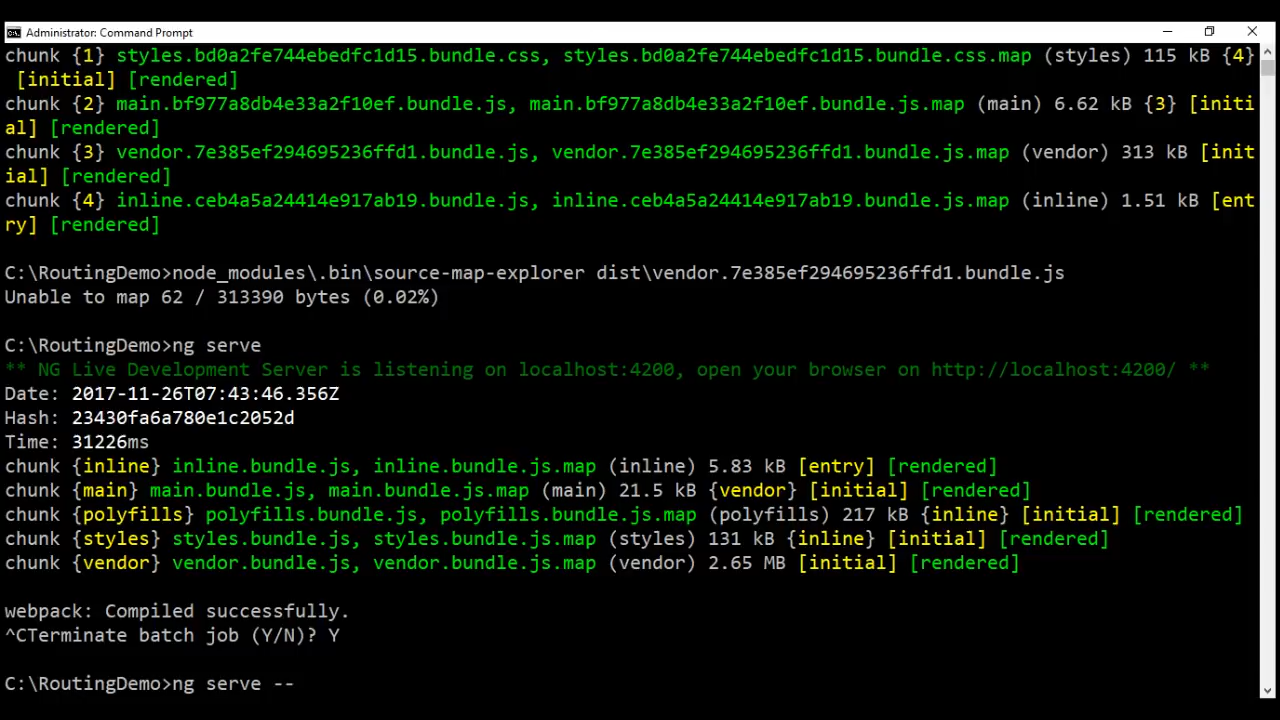 Administrator: Command Prompt
chunk {1} styles.bd0a2fe744ebedfc1d15.bundle.css, styles.bd0a2fe744ebedfc1d15.bundle.css.map (styles) 115 kB {4}
[initial] [rendered]
chunk {2} main.bf977a8db4e33a2f10ef.bundle.js, main.bf977a8db4e33a2f10ef.bundle.js.map (main) 6.62 kB {3} [initi
al] [rendered]
chunk {3} vendor.7e385ef294695236ffd1.bundle.js, vendor.7e385ef294695236ffd1.bundle.js.map (vendor) 313 kB [init
ial] [rendered]
chunk {4} inline.ceb4a5a24414e917ab19.bundle.js, inline.ceb4a5a24414e917ab19.bundle.js.map (inline) 1.51 kB [ent
ry] [rendered]
C:\RoutingDemo>node_modules\.bin\source-map-explorer dist\vendor.7e385ef294695236ffd1.bundle.js
Unable to map 62 / 313390 bytes (0.02%)
C:\RoutingDemo>ng serve
** NG Live Development Server is listening on localhost:4200, open your browser on http://localhost:4200/ **
Date: 2017-11-26T07:43:46.356Z
Hash: 23430fa6a780e1c2052d
Time: 31226ms
chunk {inline} inline.bundle.js, inline.bundle.js.map (inline) 5.83 kB [entry] [rendered]
chunk {main} main.bundle.js, main.bundle.js.map (main) 21.5 kB {vendor} [initial] [rendered]
chunk {polyfills} polyfills.bundle.js, polyfills.bundle.js.map (polyfills) 217 kB {inline} [initial] [rendered]
chunk {styles} styles.bundle.js, styles.bundle.js.map (styles) 131 kB {inline} [initial] [rendered]
chunk {vendor} vendor.bundle.js, vendor.bundle.js.map (vendor) 2.65 MB [initial] [rendered]
webpack: Compiled successfully.
^CTerminate batch job (Y/N)? Y
C:\RoutingDemo>ng serve --